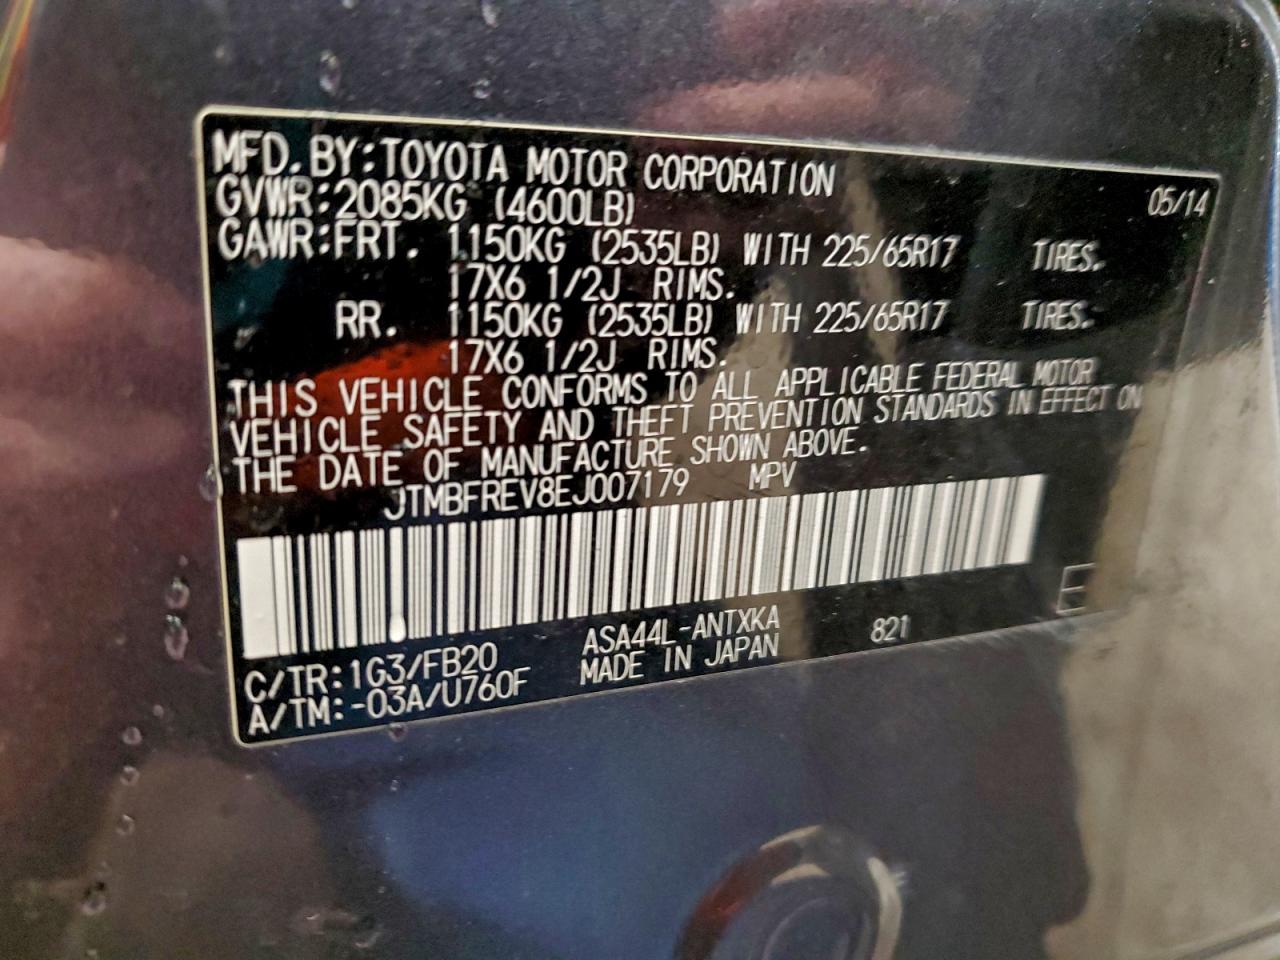 MFD. BY: TOYOTA MOTOR CORPORATION 05/14
GVWR: 2085KG (4600LB)
GAWR: FRT. 1150KG (2535LB) WITH 225/65R17 TIRES.
17X6 1/2J RIMS.
RR. 1150KG (2535LB) WITH 225/65R17 TIRES.
17X6 1/2J RIMS.
THIS VEHICLE CONFORMS TO ALL APPLICABLE FEDERAL MOTOR
VEHICLE SAFETY AND THEFT PREVENTION STANDARDS IN EFFECT ON
THE DATE OF MANUFACTURE SHOWN ABOVE.
JTMBFREV8EJ007179 MPV
E
C/TR: 1G3/FB20 ASA44L-ANTXKA 821
A/TM: -03A/U760F MADE IN JAPAN